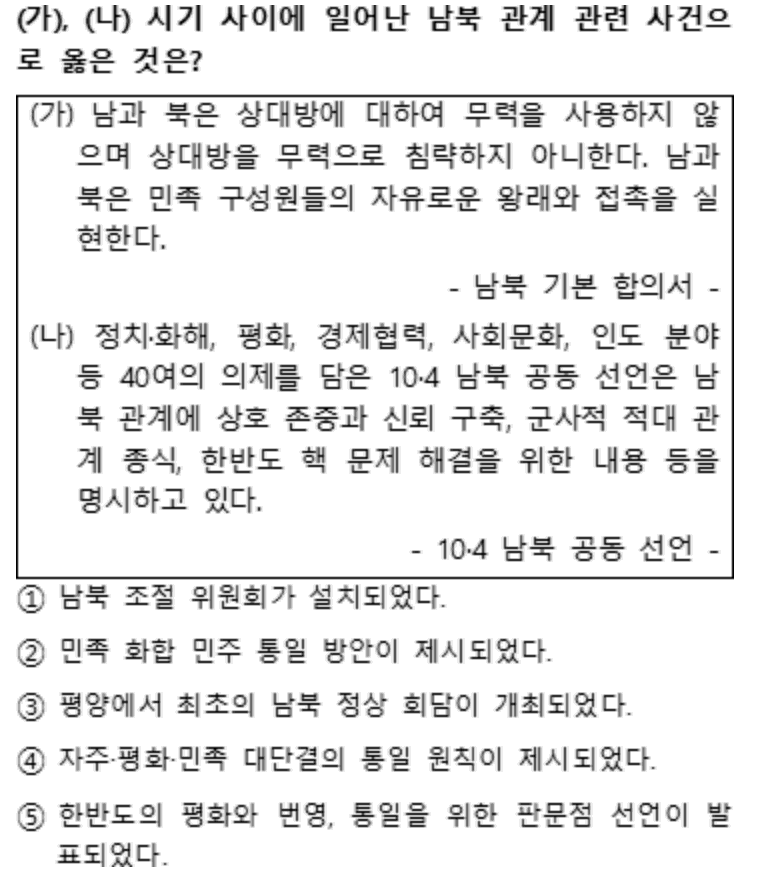 (가), (나) 시기 사이에 일어난 남북 관계 관련 사건으
로 옳은 것은?
(가) 남과 북은 상대방에 대하여 무력을 사용하지 않
으며 상대방을 무력으로 침략하지 아니한다. 남과
북은 민족 구성원들의 자유로운 왕래와 접촉을 실
현한다.
- 남북 기본 합의서 -
(나) 정치·화해, 평화, 경제협력, 사회문화, 인도 분야
등 40여의 의제를 담은 10·4 남북 공동 선언은 남
북 관계에 상호 존중과 신뢰 구축, 군사적 적대 관
계 종식, 한반도 핵 문제 해결을 위한 내용 등을
명시하고 있다.
- 10·4 남북 공동 선언 -
① 남북 조절 위원회가 설치되었다.
② 민족 화합 민주 통일 방안이 제시되었다.
③ 평양에서 최초의 남북 정상 회담이 개최되었다.
④ 자주·평화·민족 대단결의 통일 원칙이 제시되었다.
⑤ 한반도의 평화와 번영, 통일을 위한 판문점 선언이 발
표되었다.